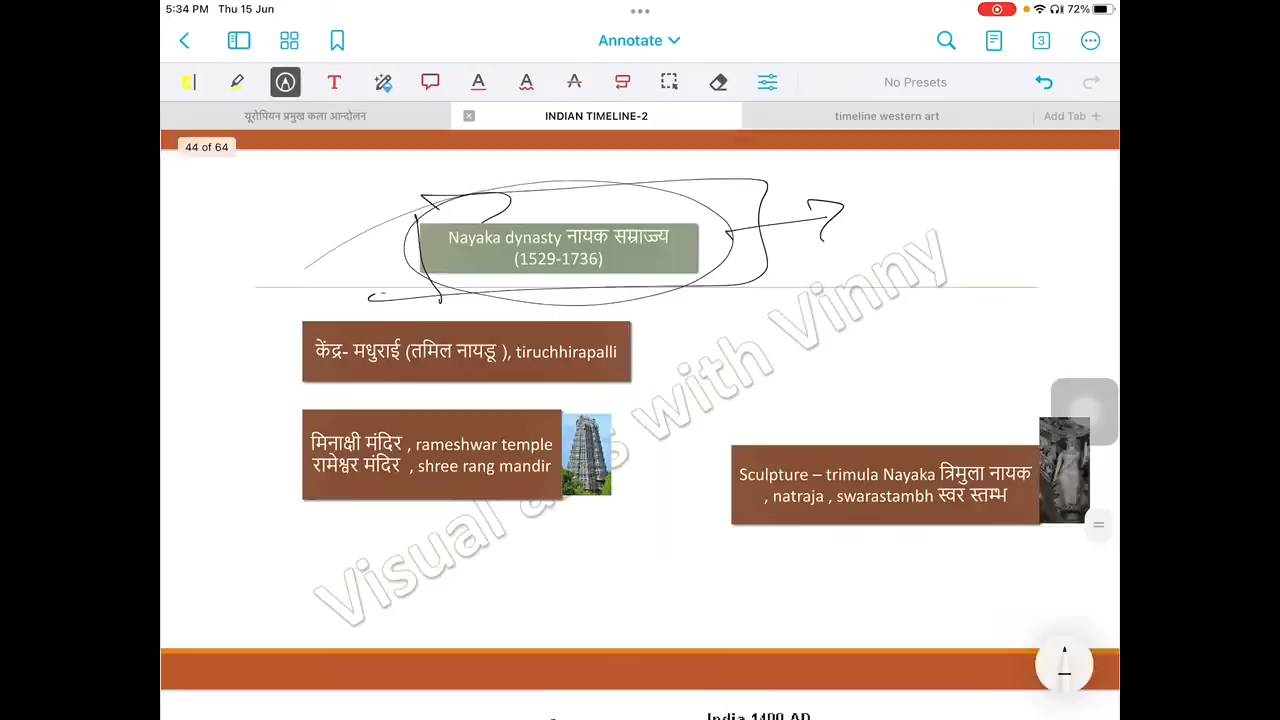 5:34 PM Thu 15 Jun
72%
Annotate
3
T
A
A
A
No Presets
यूरोपियन प्रमुख कला आन्दोलन
INDIAN TIMELINE-2
timeline western art
Add Tab +
44 of 64
Nayaka dynasty नायक सम्राज्य
(1529-1736)
केंद्र- मधुराई (तमिल नायडू ), tiruchhirapalli
मिनाक्षी मंदिर , rameshwar temple
रामेश्वर मंदिर , shree rang mandir
Sculpture – trimula Nayaka त्रिमुला नायक
, natraja , swarastambh स्वर स्तम्भ
Visual with Vinny
India 1400 AD